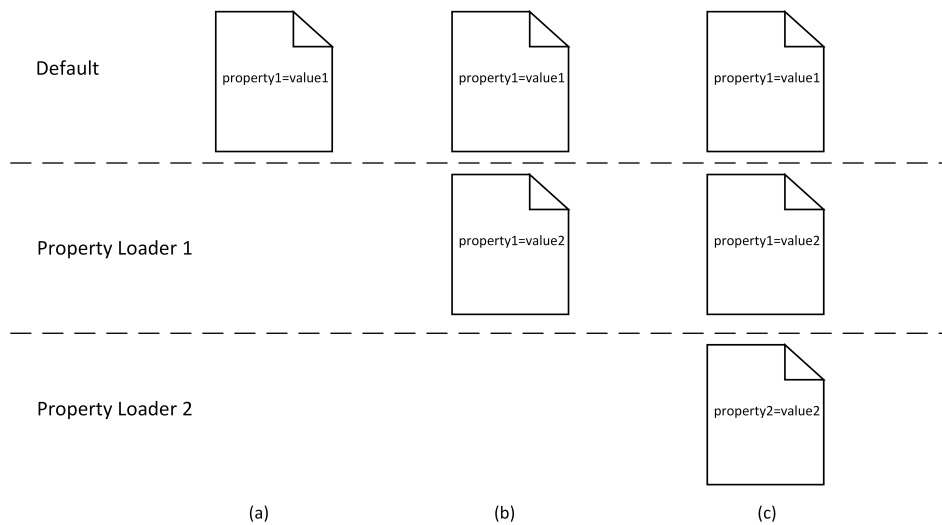 Default
property1=value1
property1=value1
property1=value1
Property Loader 1
property1=value2
property1=value2
Property Loader 2
property2=value2
(a)
(b)
(c)